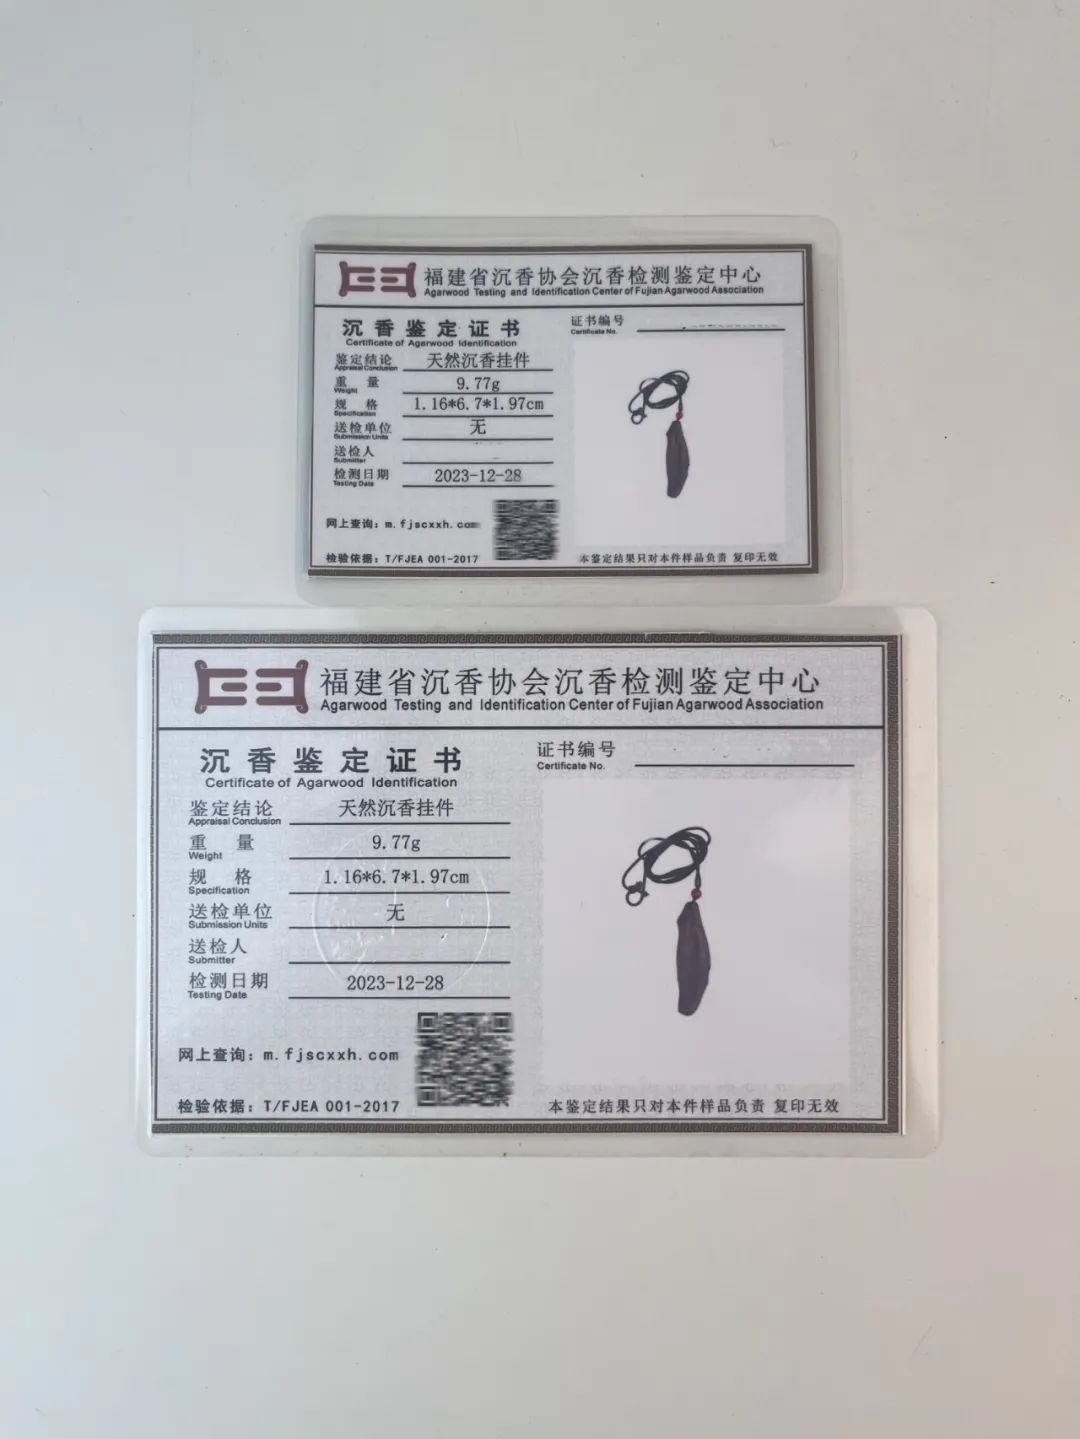 福建省沉香协会沉香检测鉴定中心
Agarwood Testing and Identification Center of Fujian Agarwood Association
沉香鉴定证书
Certificate of Agarwood Identification
证书编号
Certificate No.
鉴定结论 天然沉香挂件
Appraisal Conclusion
重量 9.77g
Weight
规格 1.16*6.7*1.97cm
Specification
送检单位 无
Submission Units
送检人
Submitter
检测日期 2023-12-28
Testing Date
网上查询：m.fjscxxh.com
检验依据：T/FJEA 001-2017
本鉴定结果只对本件样品负责 复印无效
福建省沉香协会沉香检测鉴定中心
Agarwood Testing and Identification Center of Fujian Agarwood Association
沉香鉴定证书
Certificate of Agarwood Identification
证书编号
Certificate No.
鉴定结论 天然沉香挂件
Appraisal Conclusion
重量 9.77g
Weight
规格 1.16*6.7*1.97cm
Specification
送检单位 无
Submission Units
送检人
Submitter
检测日期 2023-12-28
Testing Date
网上查询：m.fjscxxh.com
检验依据：T/FJEA 001-2017
本鉴定结果只对本件样品负责 复印无效